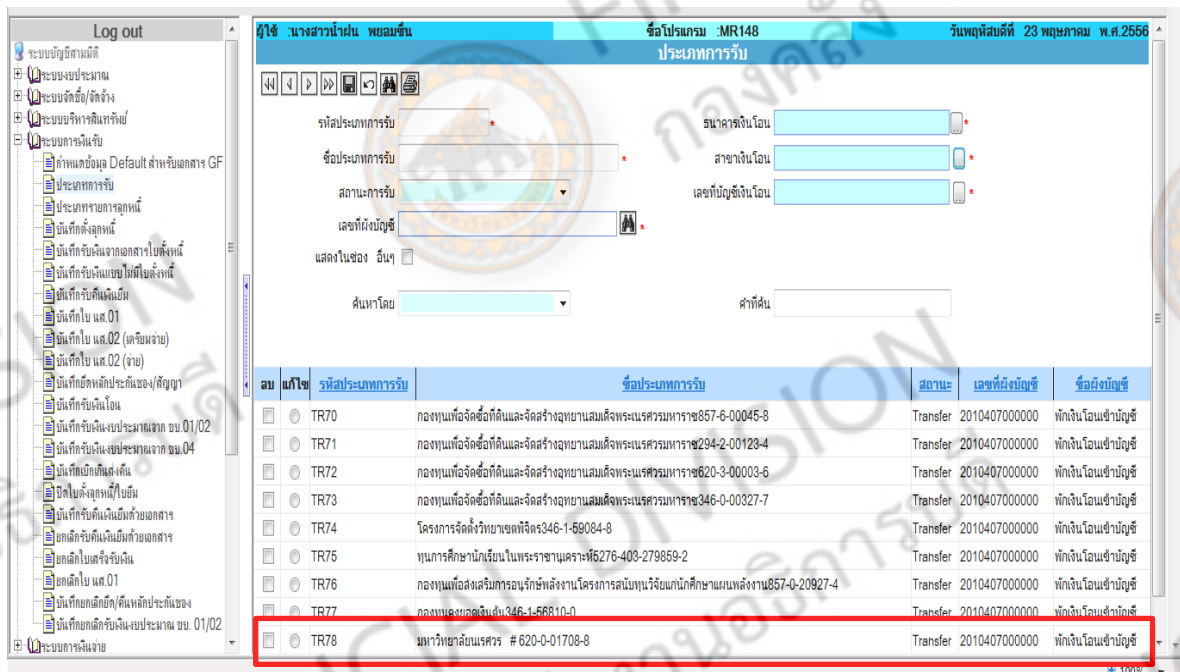 Log out
ระบบบัญชีสามมิติ
ระบบงบประมาณ
ระบบจัดซื้อ/จัดจ้าง
ระบบบริหารสินทรัพย์
ระบบการเงินรับ
กำหนดข้อมูล Default สำหรับเอกสาร GF
ประเภทการรับ
ประเภทรายการลูกหนี้
บันทึกตั้งลูกหนี้
บันทึกรับเงินจากเอกสารใบตั้งหนี้
บันทึกรับเงินแบบไม่มีใบตั้งหนี้
บันทึกรับคืนเงินยืม
บันทึกใบ นส.01
บันทึกใบ นส.02 (เตรียมจ่าย)
บันทึกใบ นส.02 (จ่าย)
บันทึกยึดหลักประกันซอง/สัญญา
บันทึกรับเงินโอน
บันทึกรับเงินงบประมาณจาก ขบ.01/02
บันทึกรับเงินงบประมาณจาก ขบ.04
บันทึกเบิกเกินส่งคืน
ปิดใบตั้งลูกหนี้/ใบยืม
บันทึกรับคืนเงินยืมด้วยเอกสาร
ยกเลิกรับคืนเงินยืมด้วยเอกสาร
ยกเลิกใบเสร็จรับเงิน
ยกเลิกใบ นส.01
บันทึกยกเลิกยึด/คืนหลักประกันซอง
บันทึกยกเลิกรับเงินงบประมาณ ขบ. 01/02
ระบบการเงินจ่าย
ผู้ใช้ :นางสาวน้ำฝน พยอมชื่น ชื่อโปรแกรม :MR148 วันพฤหัสบดีที่ 23 พฤษภาคม พ.ศ.2556
ประเภทการรับ
รหัสประเภทการรับ * ธนาคารเงินโอน ... *
ชื่อประเภทการรับ * สาขาเงินโอน ... *
สถานะการรับ เลขที่บัญชีเงินโอน ... *
เลขที่ผังบัญชี *
แสดงในช่อง อื่นๆ
ค้นหาโดย คำที่ค้น
ลบ แก้ไข รหัสประเภทการรับ ชื่อประเภทการรับ สถานะ เลขที่ผังบัญชี ชื่อผังบัญชี
TR70 กองทุนเพื่อจัดซื้อที่ดินและจัดสร้างอุทยานสมเด็จพระนเรศวรมหาราช857-6-00045-8 Transfer 2010407000000 พักเงินโอนเข้าบัญชี
TR71 กองทุนเพื่อจัดซื้อที่ดินและจัดสร้างอุทยานสมเด็จพระนเรศวรมหาราช294-2-00123-4 Transfer 2010407000000 พักเงินโอนเข้าบัญชี
TR72 กองทุนเพื่อจัดซื้อที่ดินและจัดสร้างอุทยานสมเด็จพระนเรศวรมหาราช620-3-00003-6 Transfer 2010407000000 พักเงินโอนเข้าบัญชี
TR73 กองทุนเพื่อจัดซื้อที่ดินและจัดสร้างอุทยานสมเด็จพระนเรศวรมหาราช346-0-00327-7 Transfer 2010407000000 พักเงินโอนเข้าบัญชี
TR74 โครงการจัดตั้งวิทยาเขตพิจิตร346-1-59084-8 Transfer 2010407000000 พักเงินโอนเข้าบัญชี
TR75 ทุนการศึกษานักเรียนในพระราชานุเคราะห์5276-403-279859-2 Transfer 2010407000000 พักเงินโอนเข้าบัญชี
TR76 กองทุนเพื่อส่งเสริมการอนุรักษ์พลังงานโครงการสนับทุนวิจัยแก่นักศึกษาแผนพลังงาน857-0-20927-4 Transfer 2010407000000 พักเงินโอนเข้าบัญชี
TR77 กองทุนคงยอดเงินต้น346-1-56810-0 Transfer 2010407000000 พักเงินโอนเข้าบัญชี
TR78 มหาวิทยาลัยนเรศวร # 620-0-01708-8 Transfer 2010407000000 พักเงินโอนเข้าบัญชี
100%